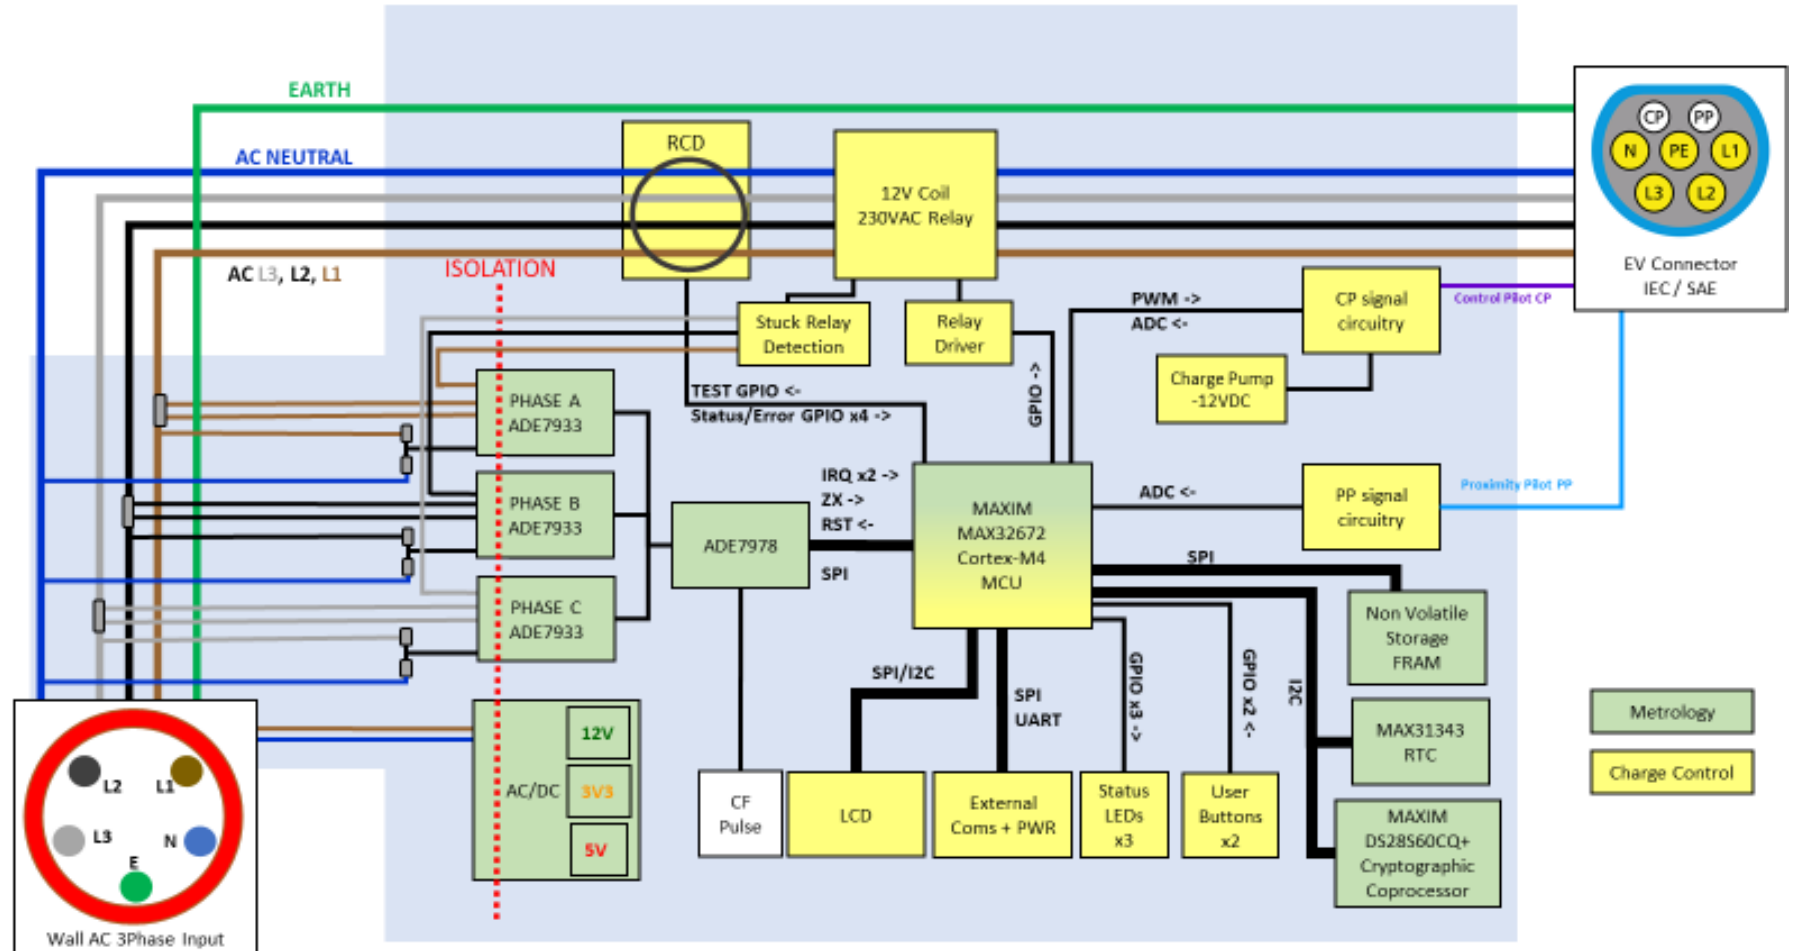 EARTH
AC NEUTRAL
AC L3, L2, L1
ISOLATION
RCD
12V Coil
230VAC Relay
CP
PP
N
PE
L1
L3
L2
EV Connector
IEC / SAE
Stuck Relay
Detection
Relay
Driver
PWM ->
ADC <-
CP signal
circuitry
Control Pilot CP
Charge Pump
-12VDC
TEST GPIO <-
Status/Error GPIO x4 ->
GPIO ->
PHASE A
ADE7933
PHASE B
ADE7933
PHASE C
ADE7933
ADE7978
IRQ x2 ->
ZX ->
RST <-
SPI
MAXIM
MAX32672
Cortex-M4
MCU
ADC <-
PP signal
circuitry
Proximity Pilot PP
SPI
Non Volatile
Storage
FRAM
SPI/I2C
SPI
UART
GPIO x3 ->
GPIO x2 <-
I2C
MAX31343
RTC
MAXIM
DS28S60CQ+
Cryptographic
Coprocessor
AC/DC
12V
3V3
5V
CF
Pulse
LCD
External
Coms + PWR
Status
LEDs
x3
User
Buttons
x2
Metrology
Charge Control
L2
L1
L3
N
E
Wall AC 3Phase Input